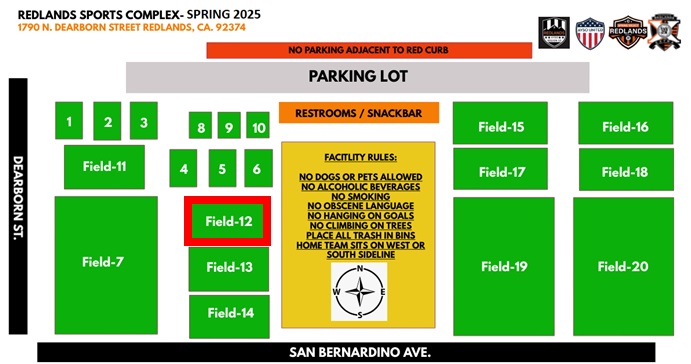 REDLANDS SPORTS COMPLEX- SPRING 2025
1790 N. DEARBORN STREET REDLANDS, CA. 92374
AYSO UNITED
REDLANDS
NO PARKING ADJACENT TO RED CURB
PARKING LOT
RESTROOMS / SNACKBAR
1
2
3
8
9
10
Field-11
4
5
6
Field-12
Field-7
Field-13
Field-14
FACITLITY RULES:
NO DOGS OR PETS ALLOWED
NO ALCOHOLIC BEVERAGES
NO SMOKING
NO OBSCENE LANGUAGE
NO HANGING ON GOALS
NO CLIMBING ON TREES
PLACE ALL TRASH IN BINS
HOME TEAM SITS ON WEST OR
SOUTH SIDELINE
N
W E
S
Field-15
Field-16
Field-17
Field-18
Field-19
Field-20
DEARBORN ST.
SAN BERNARDINO AVE.